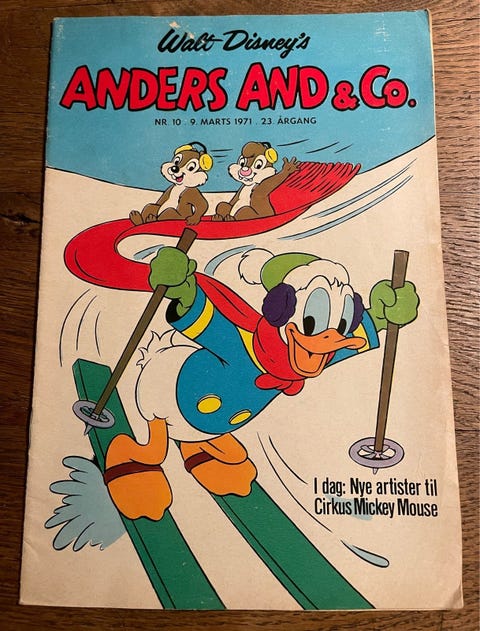 Walt Disney's
ANDERS AND & Co.
NR. 10 . 9. MARTS 1971 . 23. ÅRGANG
I dag: Nye artister til
Cirkus Mickey Mouse